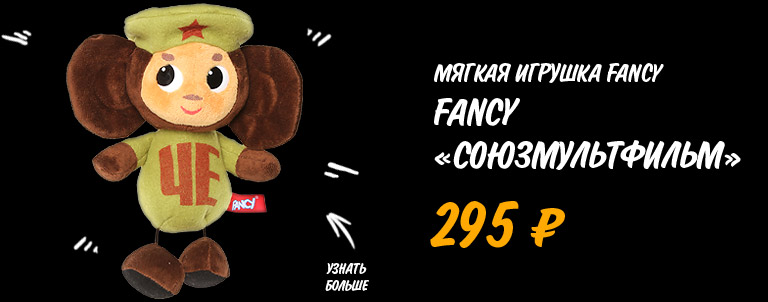 ЧЕ
FANCY
УЗНАТЬ
БОЛЬШЕ
МЯГКАЯ ИГРУШКА FANCY
FANCY
«СОЮЗМУЛЬТФИЛЬМ»
295 ₽